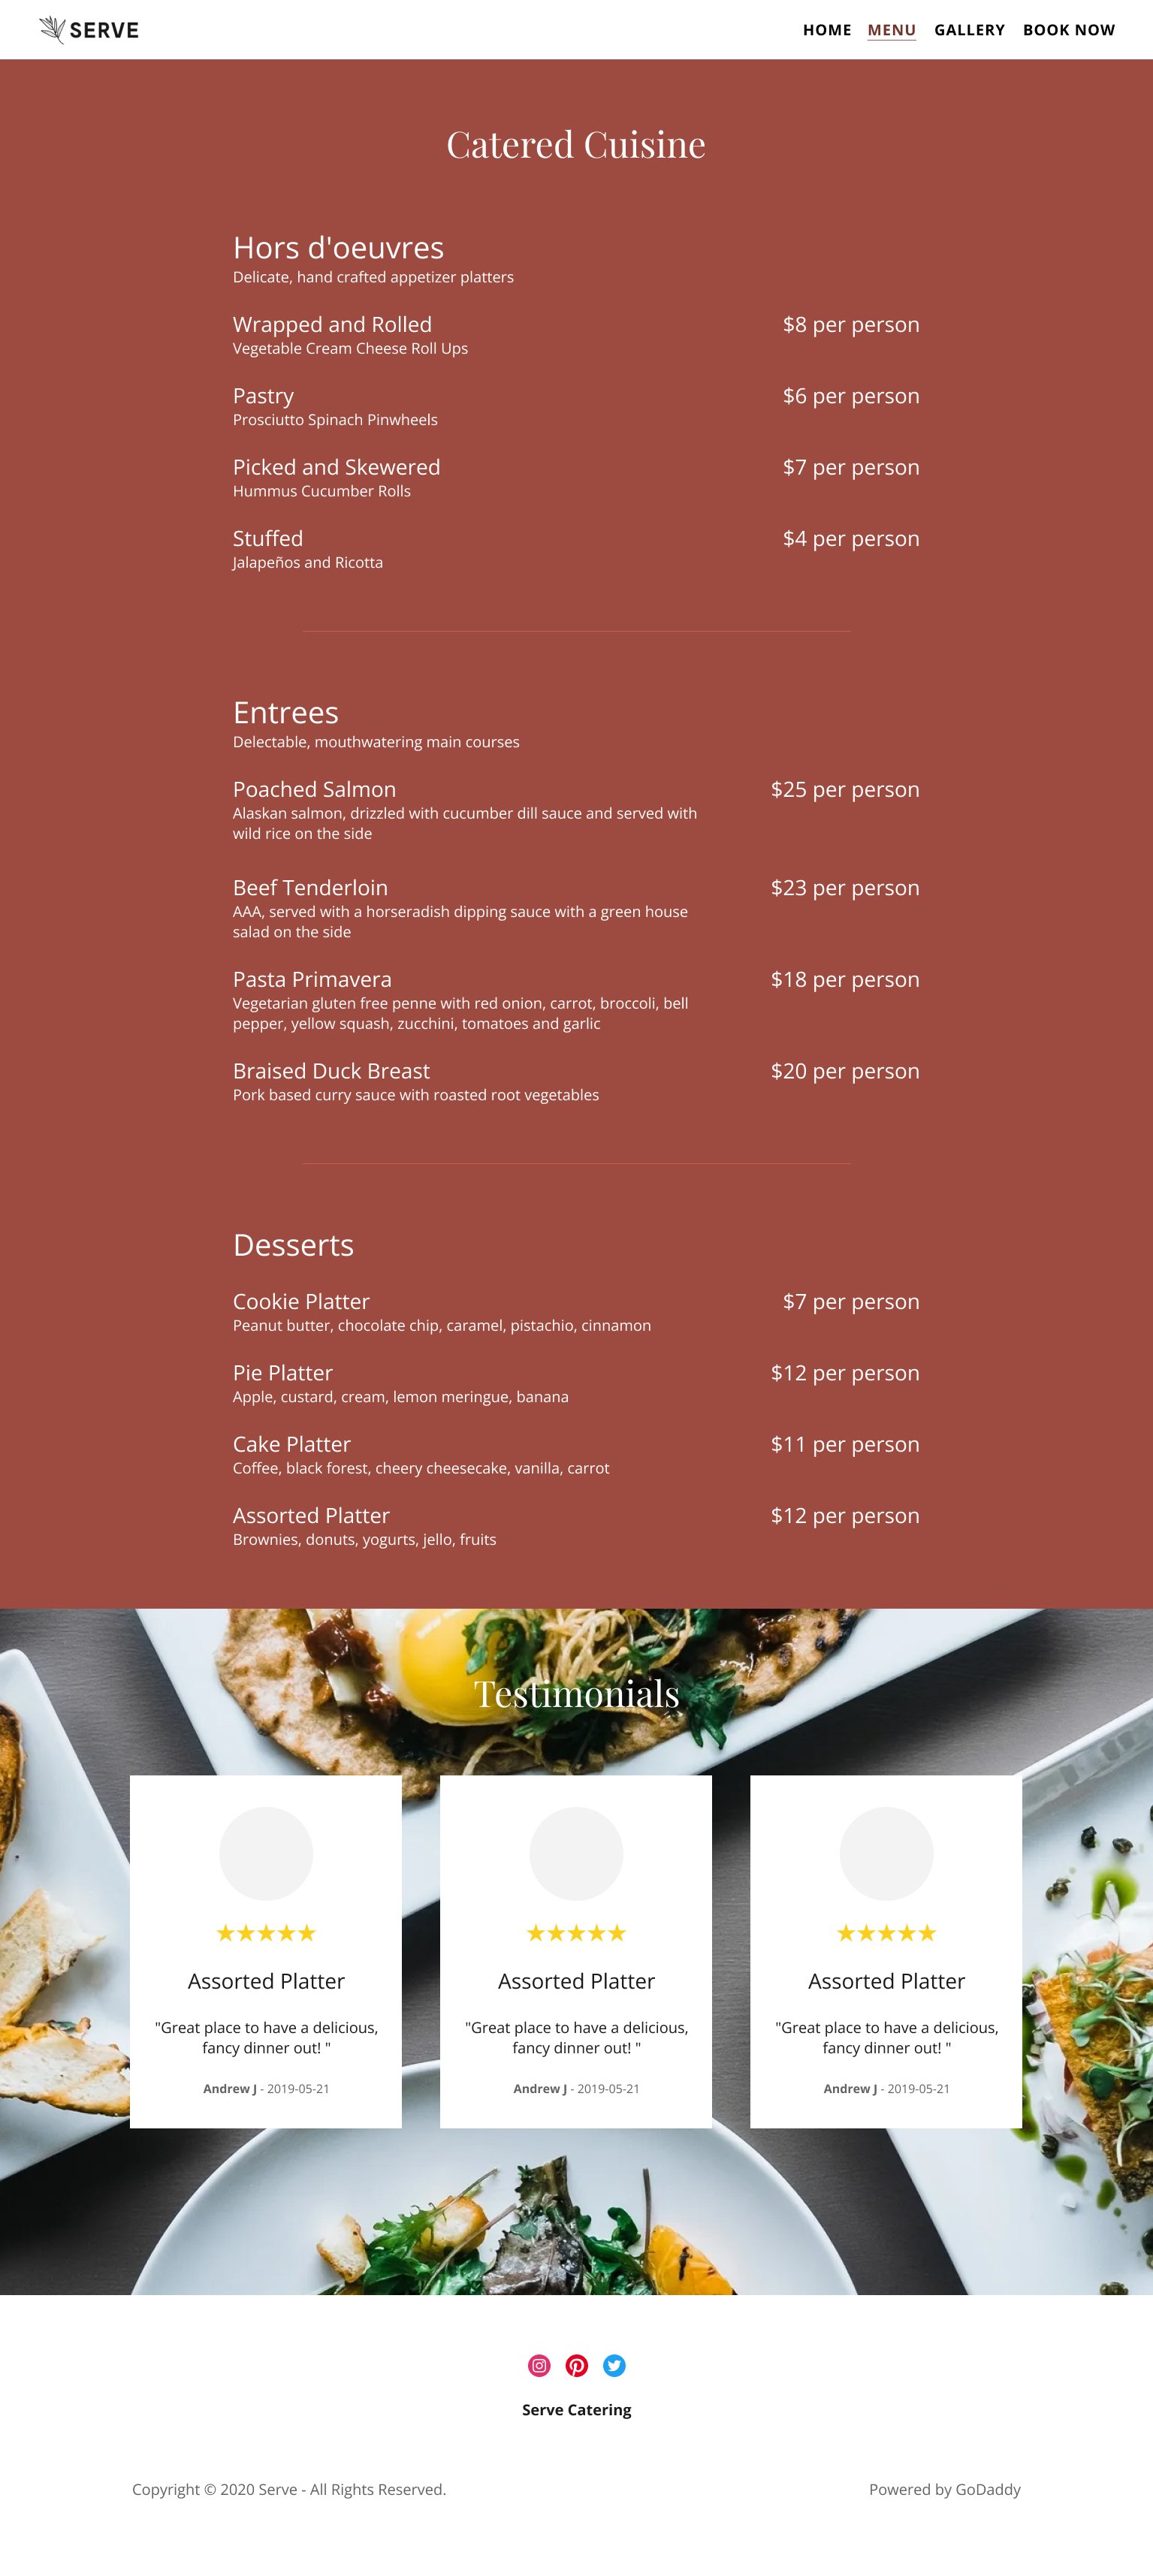 SERVE
HOME MENU GALLERY BOOK NOW
Catered Cuisine
Hors d'oeuvres
Delicate, hand crafted appetizer platters
Wrapped and Rolled $8 per person
Vegetable Cream Cheese Roll Ups
Pastry $6 per person
Prosciutto Spinach Pinwheels
Picked and Skewered $7 per person
Hummus Cucumber Rolls
Stuffed $4 per person
Jalapeños and Ricotta
Entrees
Delectable, mouthwatering main courses
Poached Salmon $25 per person
Alaskan salmon, drizzled with cucumber dill sauce and served with
wild rice on the side
Beef Tenderloin $23 per person
AAA, served with a horseradish dipping sauce with a green house
salad on the side
Pasta Primavera $18 per person
Vegetarian gluten free penne with red onion, carrot, broccoli, bell
pepper, yellow squash, zucchini, tomatoes and garlic
Braised Duck Breast $20 per person
Pork based curry sauce with roasted root vegetables
Desserts
Cookie Platter $7 per person
Peanut butter, chocolate chip, caramel, pistachio, cinnamon
Pie Platter $12 per person
Apple, custard, cream, lemon meringue, banana
Cake Platter $11 per person
Coffee, black forest, cheery cheesecake, vanilla, carrot
Assorted Platter $12 per person
Brownies, donuts, yogurts, jello, fruits
Testimonials
Assorted Platter
"Great place to have a delicious,
fancy dinner out! "
Andrew J - 2019-05-21
Assorted Platter
"Great place to have a delicious,
fancy dinner out! "
Andrew J - 2019-05-21
Assorted Platter
"Great place to have a delicious,
fancy dinner out! "
Andrew J - 2019-05-21
Serve Catering
Copyright © 2020 Serve - All Rights Reserved.
Powered by GoDaddy